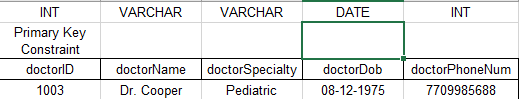 INT VARCHAR VARCHAR DATE INT
Primary Key
Constraint
doctorID doctorName doctorSpecialty doctorDob doctorPhoneNum
1003 Dr. Cooper Pediatric 08-12-1975 7709985688